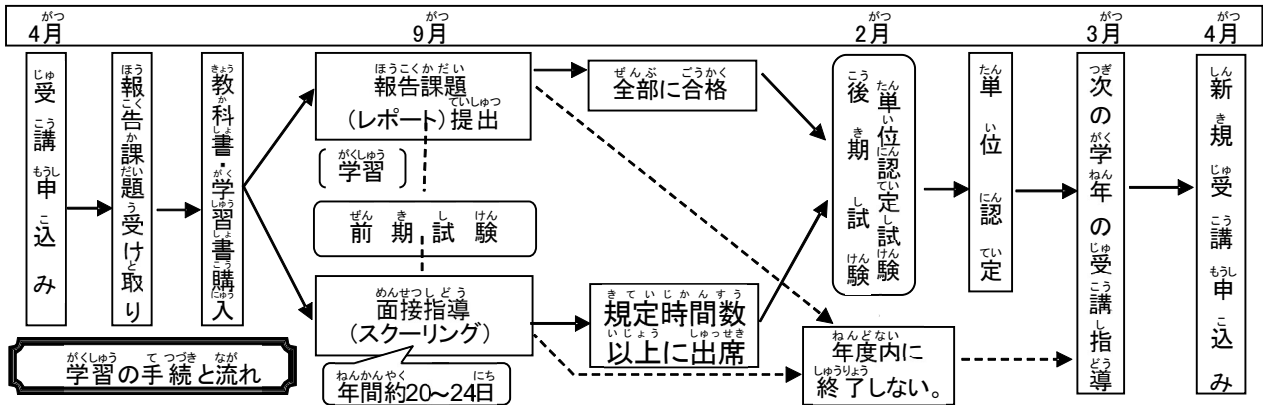 4月 9月 2月 3月 4月
受講申込み
報告課題受け取り
教科書・学習書購入
報告課題
(レポート)提出
学習
前期試験
面接指導
(スクーリング)
年間約20～24日
全部に合格
規定時間数
以上に出席
単位認定試験
後期試験
年度内に
終了しない。
単位認定
次の学年の受講指導
新規受講申込み
学習の手続と流れ